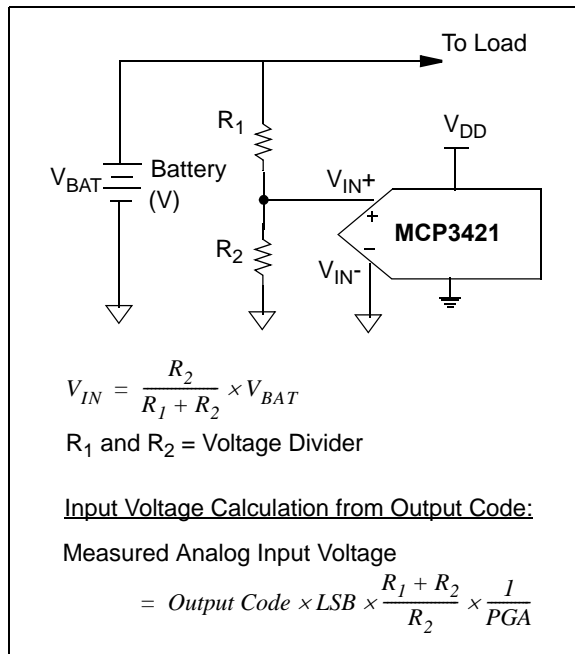 To Load
R1
VDD
VBAT
Battery
(V)
VIN+
+
MCP3421
R2
–
VIN-
VIN = R2 / (R1 + R2) × VBAT
R1 and R2 = Voltage Divider
Input Voltage Calculation from Output Code:
Measured Analog Input Voltage
= Output Code × LSB × (R1 + R2) / R2 × 1 / PGA